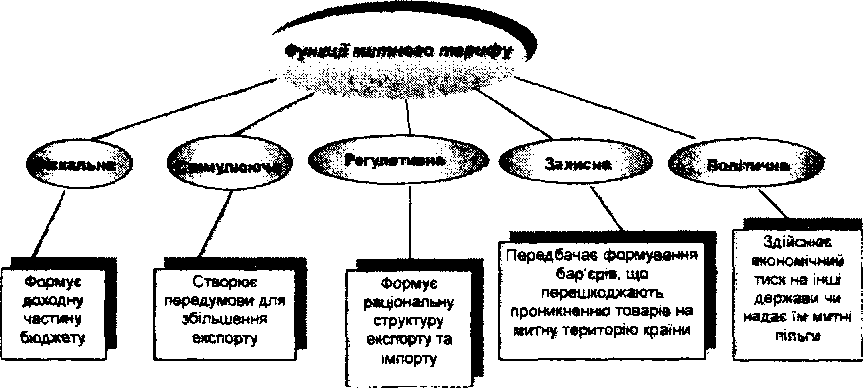 Функції митного тарифу
Фіскальна
Стимулююча
Регулятивна
Захисна
Політична
Формує
доходну
частину
бюджету
Створює
передумови для
збільшення
експорту
Формує
раціональну
структуру
експорту та
імпорту
Передбачає формування
бар'єрів, що
перешкоджають
проникненню товарів на
митну територію країни
Здійснює
економічний
тиск на інші
держави чи
надає їм митні
пільги